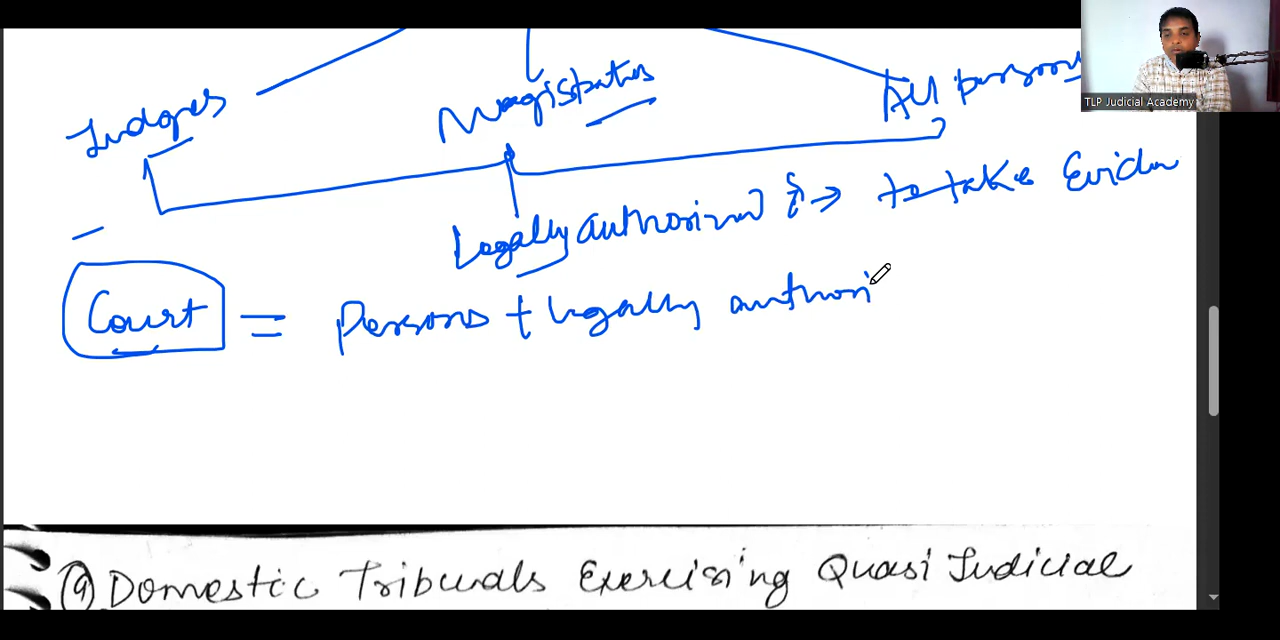 Judges
Magistrates
All persons
TLP Judicial Academy
Legally authorized → to take Evide
Court = Persons + legally authori
(9) Domestic Tribunals Exercising Quasi Judicial